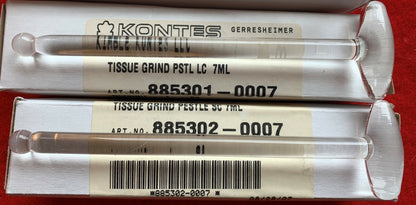 KONTES GERRESHEIMER
KIMBLE KONTES LLC
TISSUE GRIND PSTL LC 7ML
ART.NO. 885301-0007
TISSUE GRIND PESTLE SC 7ML
ART.NO. 885302-0007
*885302-0007*